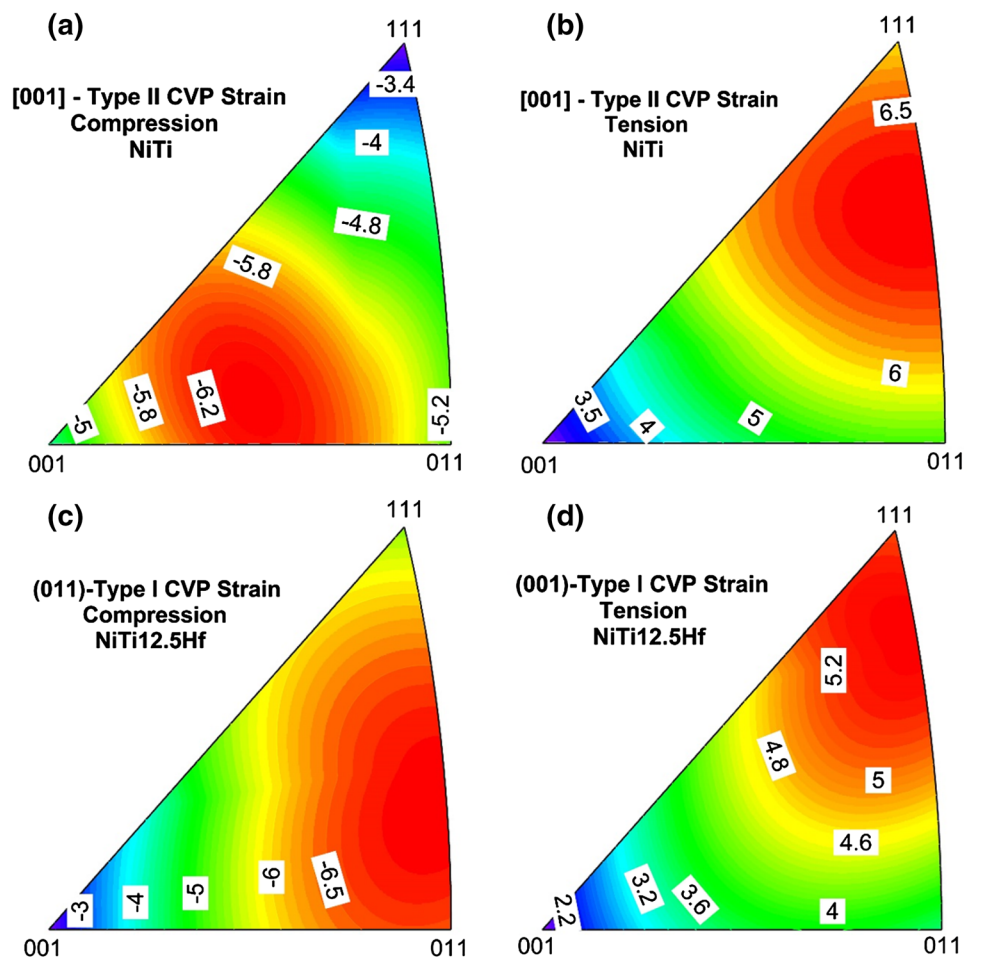 (a)
111
[001] - Type II CVP Strain
Compression
NiTi
-3.4
-4
-4.8
-5.8
-5
-5.8
-6.2
-5.2
001
011
(b)
111
[001] - Type II CVP Strain
Tension
NiTi
6.5
6
3.5
4
5
001
011
(c)
111
(011)-Type I CVP Strain
Compression
NiTi12.5Hf
-3
-4
-5
-6
-6.5
001
011
(d)
111
(001)-Type I CVP Strain
Tension
NiTi12.5Hf
5.2
4.8
5
4.6
2.2
3.2
3.6
4
001
011